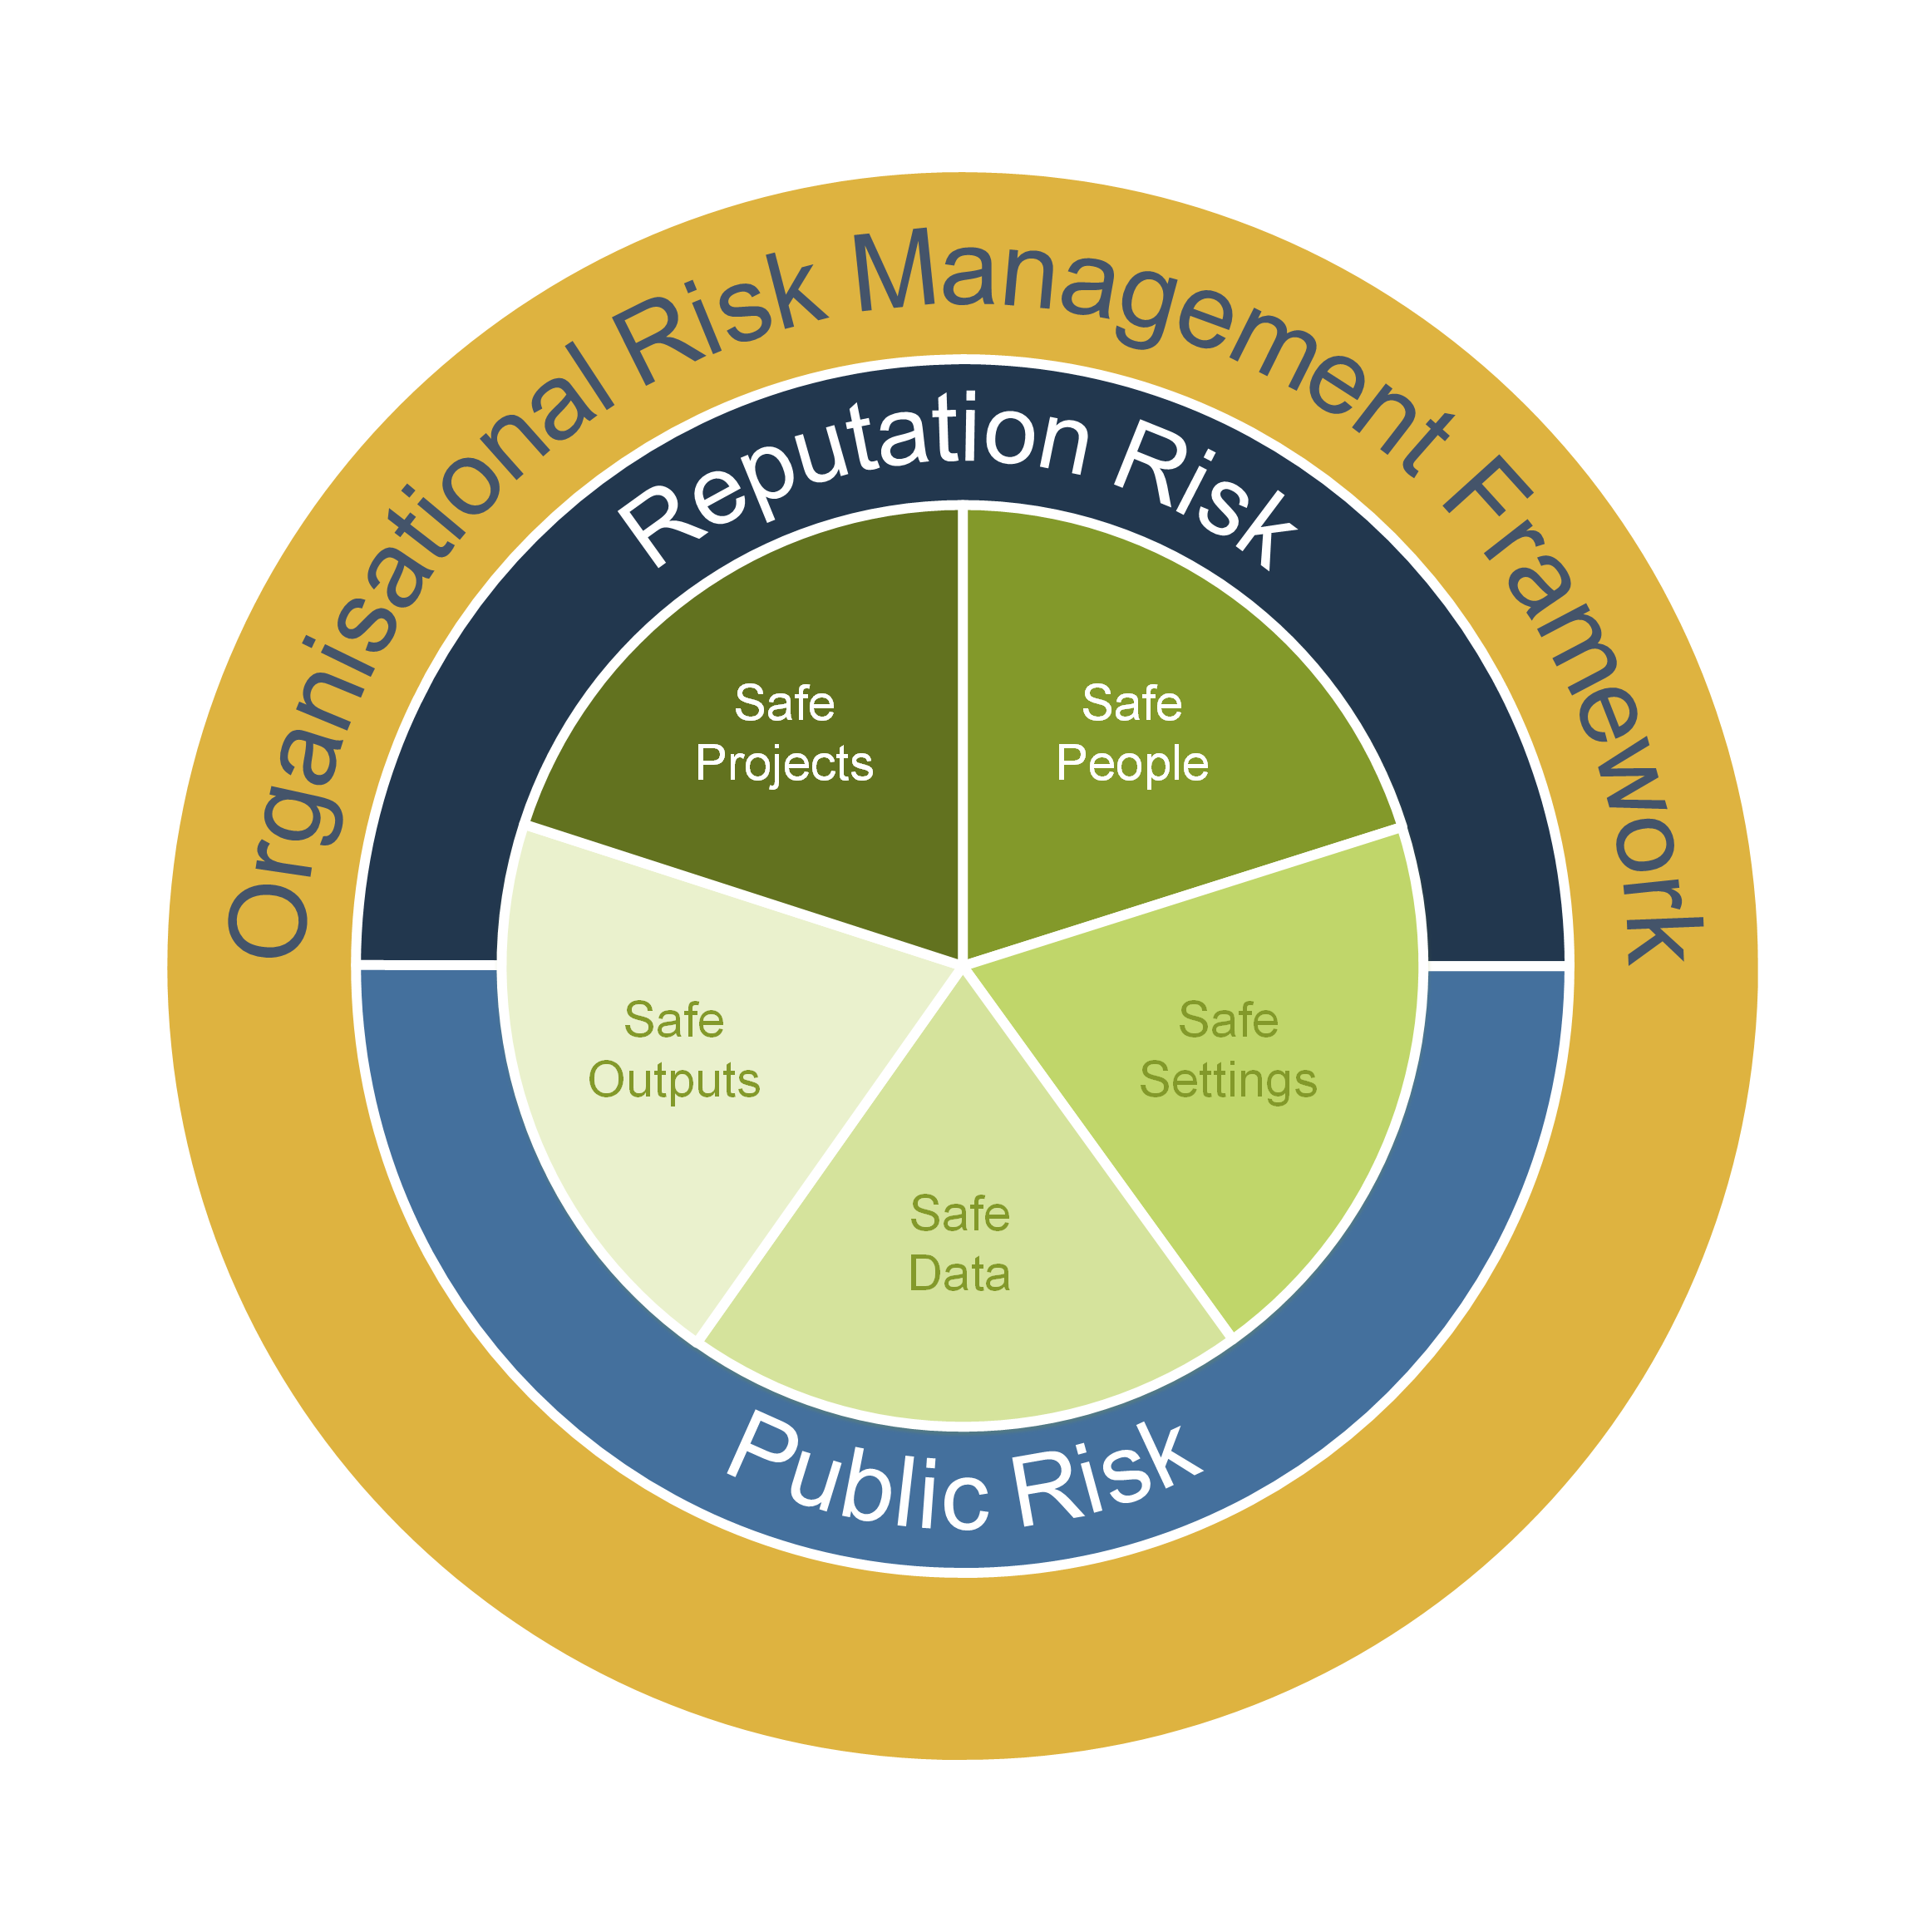 Organisational Risk Management Framework
Reputation Risk
Safe
Projects
Safe
People
Safe
Outputs
Safe
Settings
Safe
Data
Public Risk